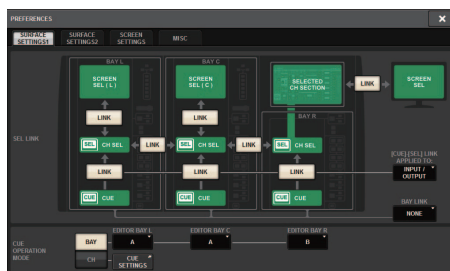 PREFERENCES
SURFACE SETTINGS1
SURFACE SETTINGS2
SCREEN SETTINGS
MISC
BAY L
BAY C
SCREEN SEL ( L )
SCREEN SEL ( C )
SELECTED CH SECTION
LINK
SCREEN SEL
LINK
LINK
BAY R
SEL LINK
SEL CH SEL
LINK
SEL CH SEL
LINK
SEL CH SEL
[CUE]-[SEL] LINK APPLIED TO:
LINK
LINK
LINK
INPUT / OUTPUT
CUE CUE
CUE CUE
CUE CUE
BAY LINK
NONE
EDITOR BAY L
EDITOR BAY C
EDITOR BAY R
CUE OPERATION MODE
BAY
A
A
B
CH
CUE SETTINGS